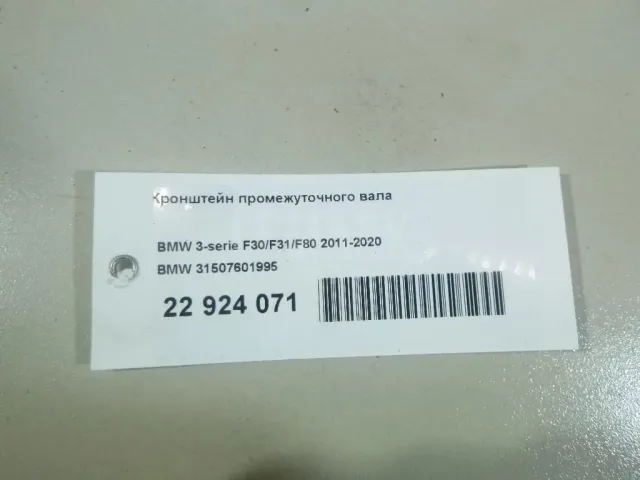 Кронштейн промежуточного вала
BMW 3-serie F30/F31/F80 2011-2020
BMW 31507601995
22 924 071